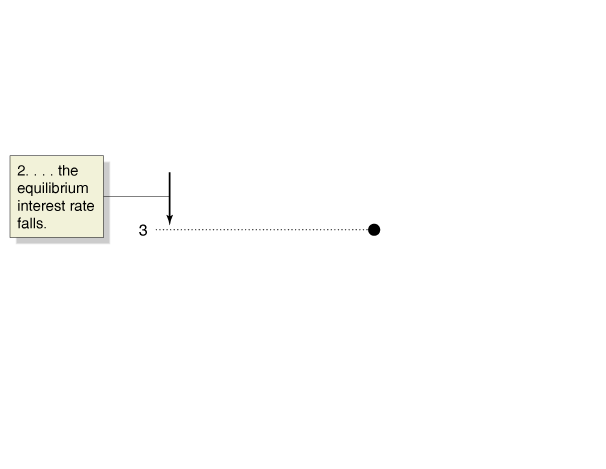 2. . . . the
equilibrium
interest rate
falls.
3